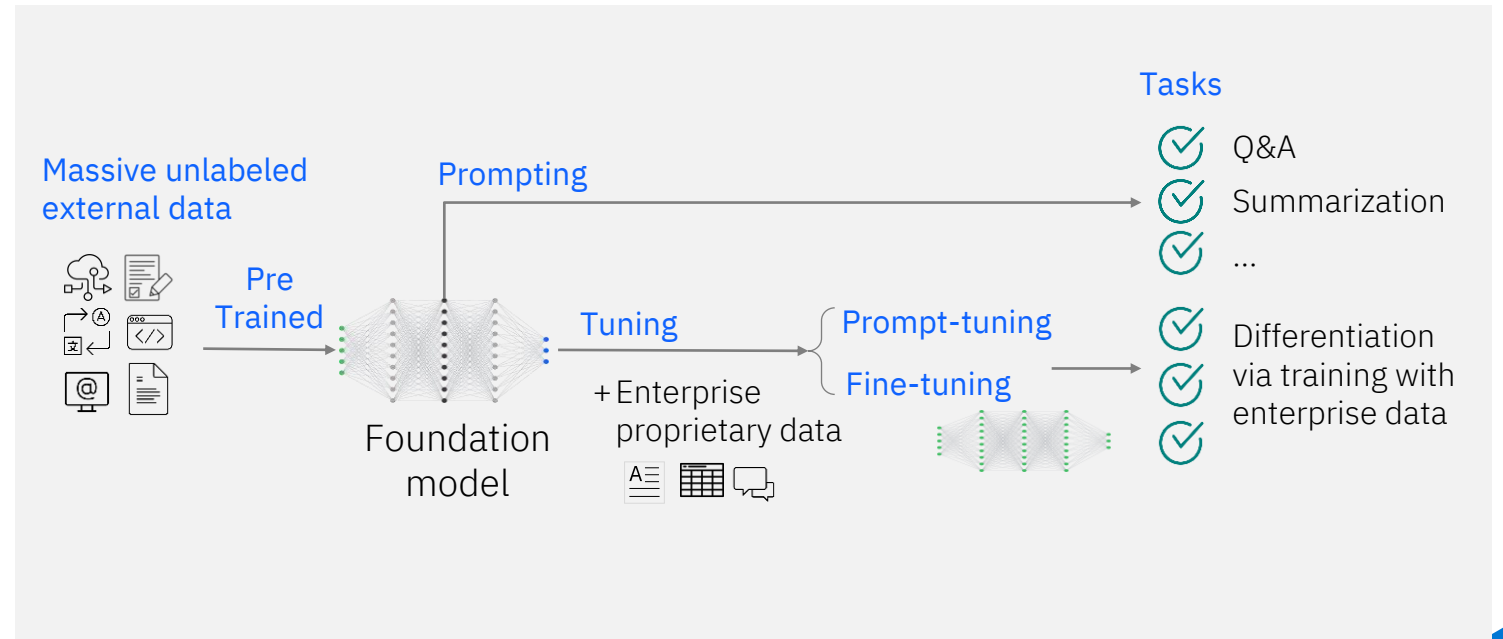 Tasks
Q&A
Massive unlabeled
external data
Prompting
Summarization
...
Pre
Trained
Tuning
Prompt-tuning
Fine-tuning
Differentiation
via training with
enterprise data
+ Enterprise
proprietary data
Foundation
model
A
文
</>
@
A